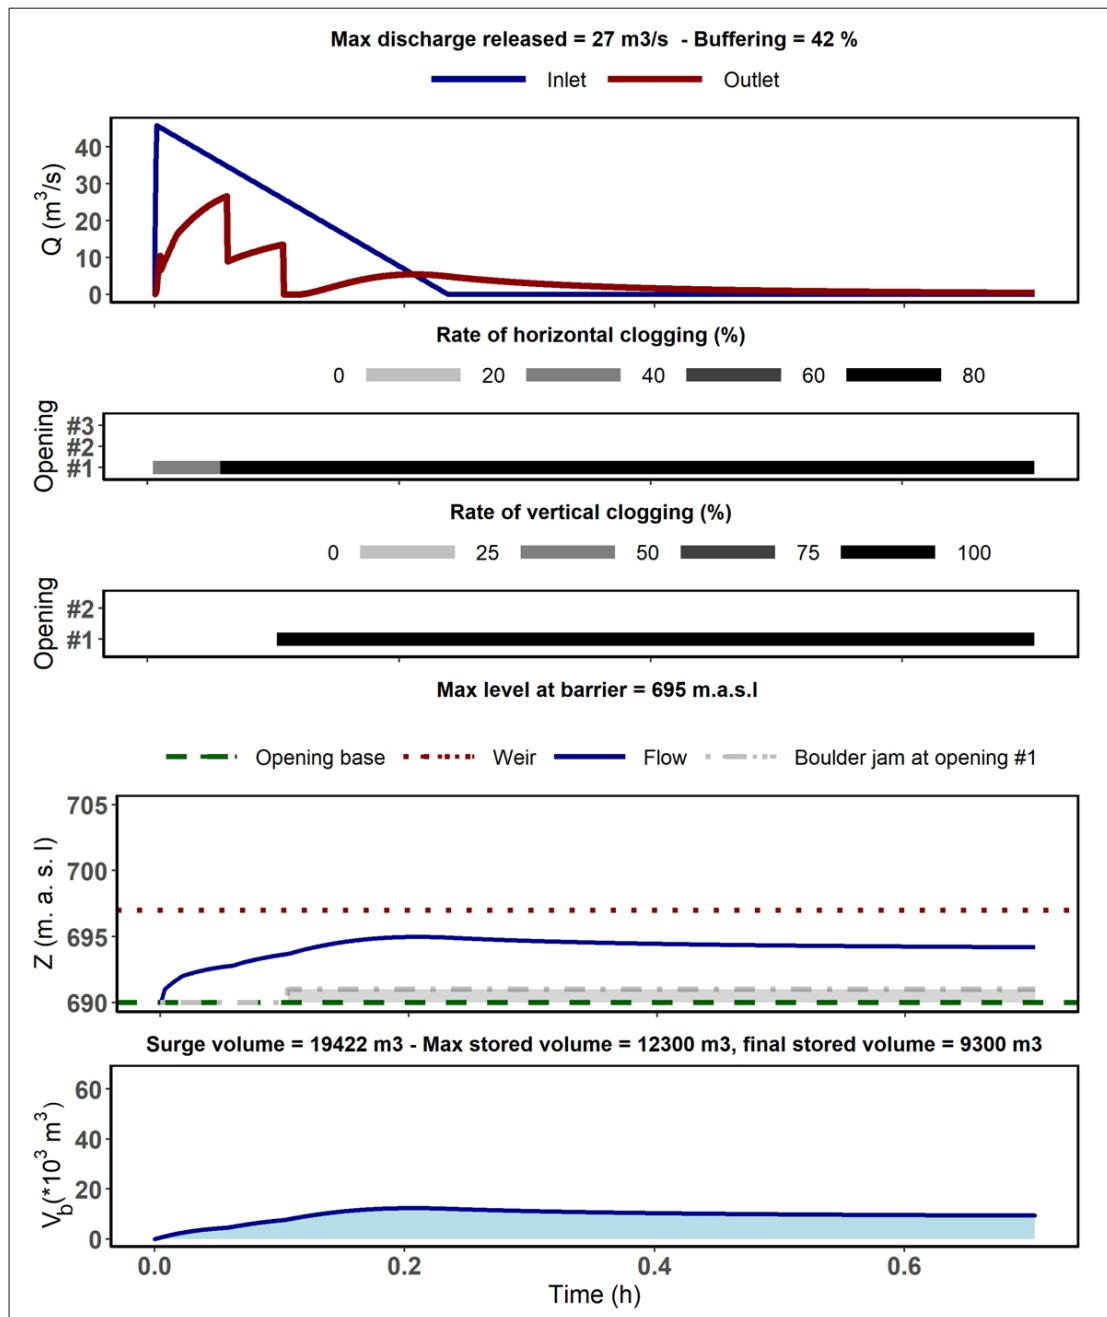 Max discharge released = 27 m3/s - Buffering = 42 %
Inlet Outlet
Q (m³/s)
40
30
20
10
0
Rate of horizontal clogging (%)
0 20 40 60 80
Opening
#3
#2
#1
Rate of vertical clogging (%)
0 25 50 75 100
Opening
#2
#1
Max level at barrier = 695 m.a.s.l
Opening base Weir Flow Boulder jam at opening #1
Z (m. a. s. l)
705
700
695
690
Surge volume = 19422 m3 - Max stored volume = 12300 m3, final stored volume = 9300 m3
V_b(*10³ m³)
60
40
20
0
0.0 0.2 0.4 0.6
Time (h)